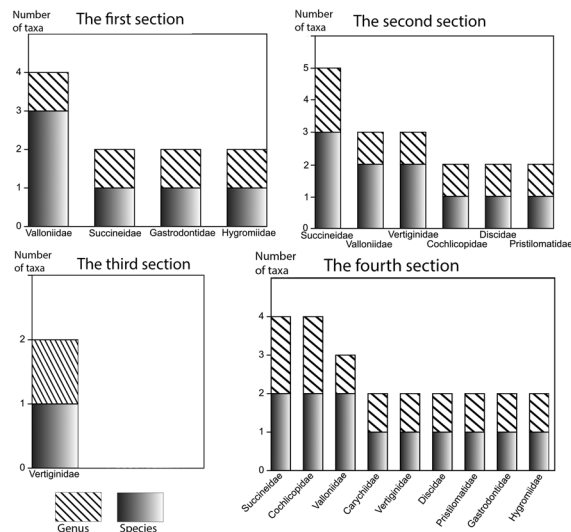 Number
of taxa
The first section
4
3
2
1
0
Valloniidae
Succineidae
Gastrodontidae
Hygromiidae
Number
of taxa
The second section
5
4
3
2
1
0
Succineidae
Valloniidae
Vertiginidae
Cochlicopidae
Discidae
Pristilomatidae
Number
of taxa
The third section
2
1
0
Vertiginidae
Genus
Species
Number
of taxa
The fourth section
4
3
2
1
0
Succineidae
Cochlicopidae
Valloniidae
Carychiidae
Vertiginidae
Discidae
Pristilomatidae
Gastrodontidae
Hygromiidae